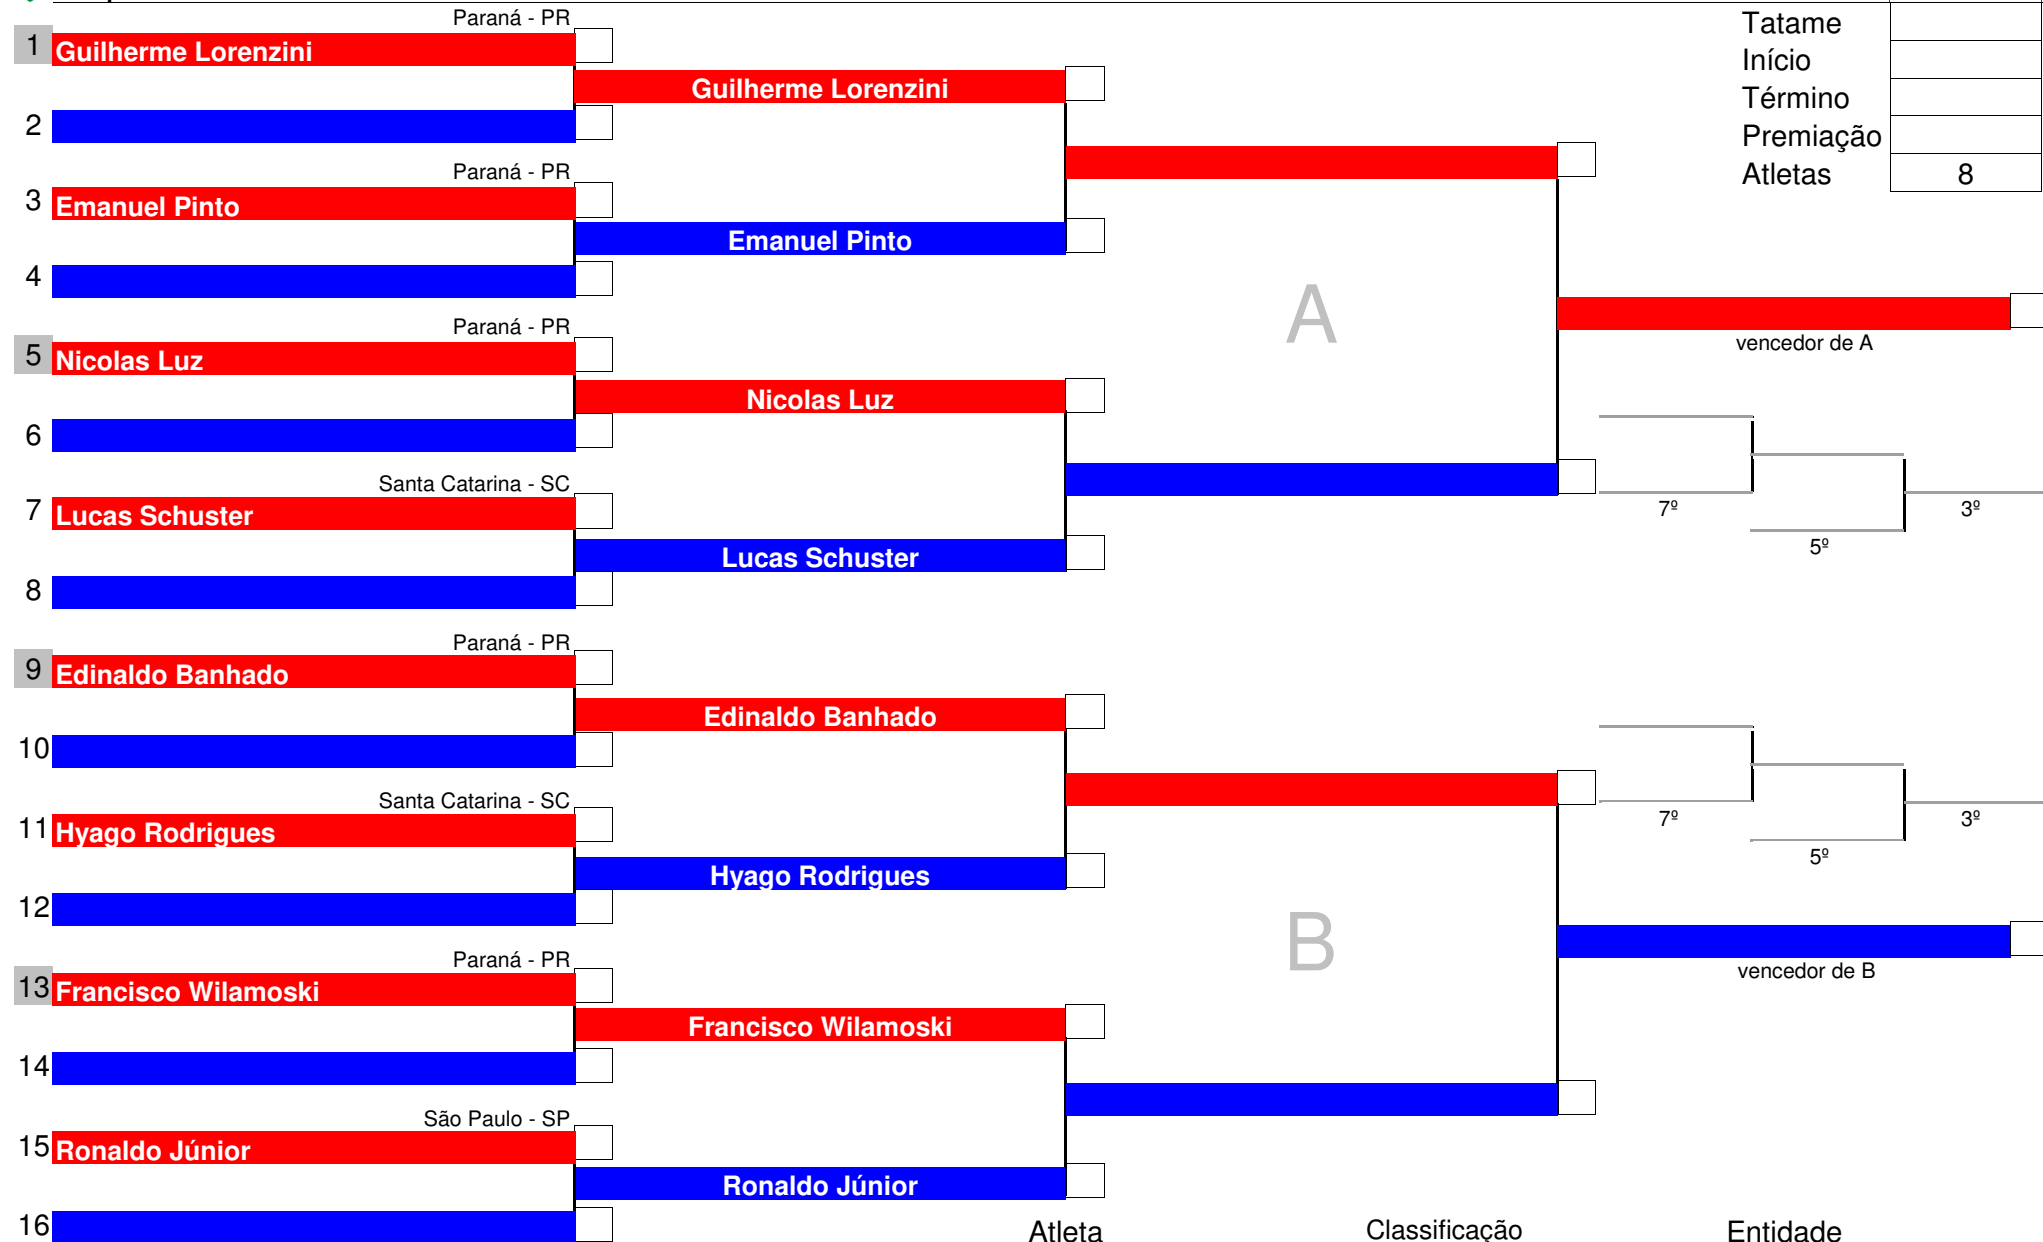 Paraná - PR
1 Guilherme Lorenzini
Guilherme Lorenzini
2
Paraná - PR
3 Emanuel Pinto
Emanuel Pinto
4
Paraná - PR
5 Nicolas Luz
Nicolas Luz
6
Santa Catarina - SC
7 Lucas Schuster
Lucas Schuster
8
A
Paraná - PR
9 Edinaldo Banhado
Edinaldo Banhado
10
Santa Catarina - SC
11 Hyago Rodrigues
Hyago Rodrigues
12
Paraná - PR
13 Francisco Wilamoski
Francisco Wilamoski
14
São Paulo - SP
15 Ronaldo Júnior
Ronaldo Júnior
16
B
Tatame
Início
Término
Premiação
Atletas 8
vencedor de A
7º
3º
5º
7º
3º
5º
vencedor de B
Atleta Classificação Entidade